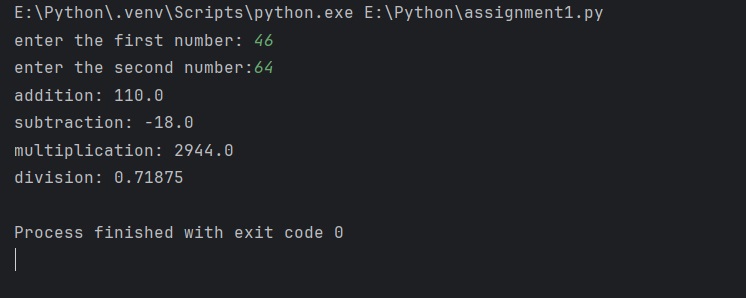 E:\Python\.venv\Scripts\python.exe E:\Python\assignment1.py
enter the first number: 46
enter the second number:64
addition: 110.0
subtraction: -18.0
multiplication: 2944.0
division: 0.71875
Process finished with exit code 0